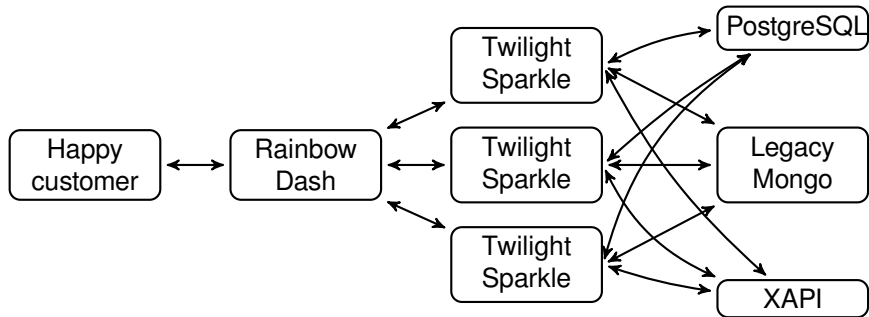 Happy
customer
Rainbow
Dash
Twilight
Sparkle
Twilight
Sparkle
Twilight
Sparkle
PostgreSQL
Legacy
Mongo
XAPI